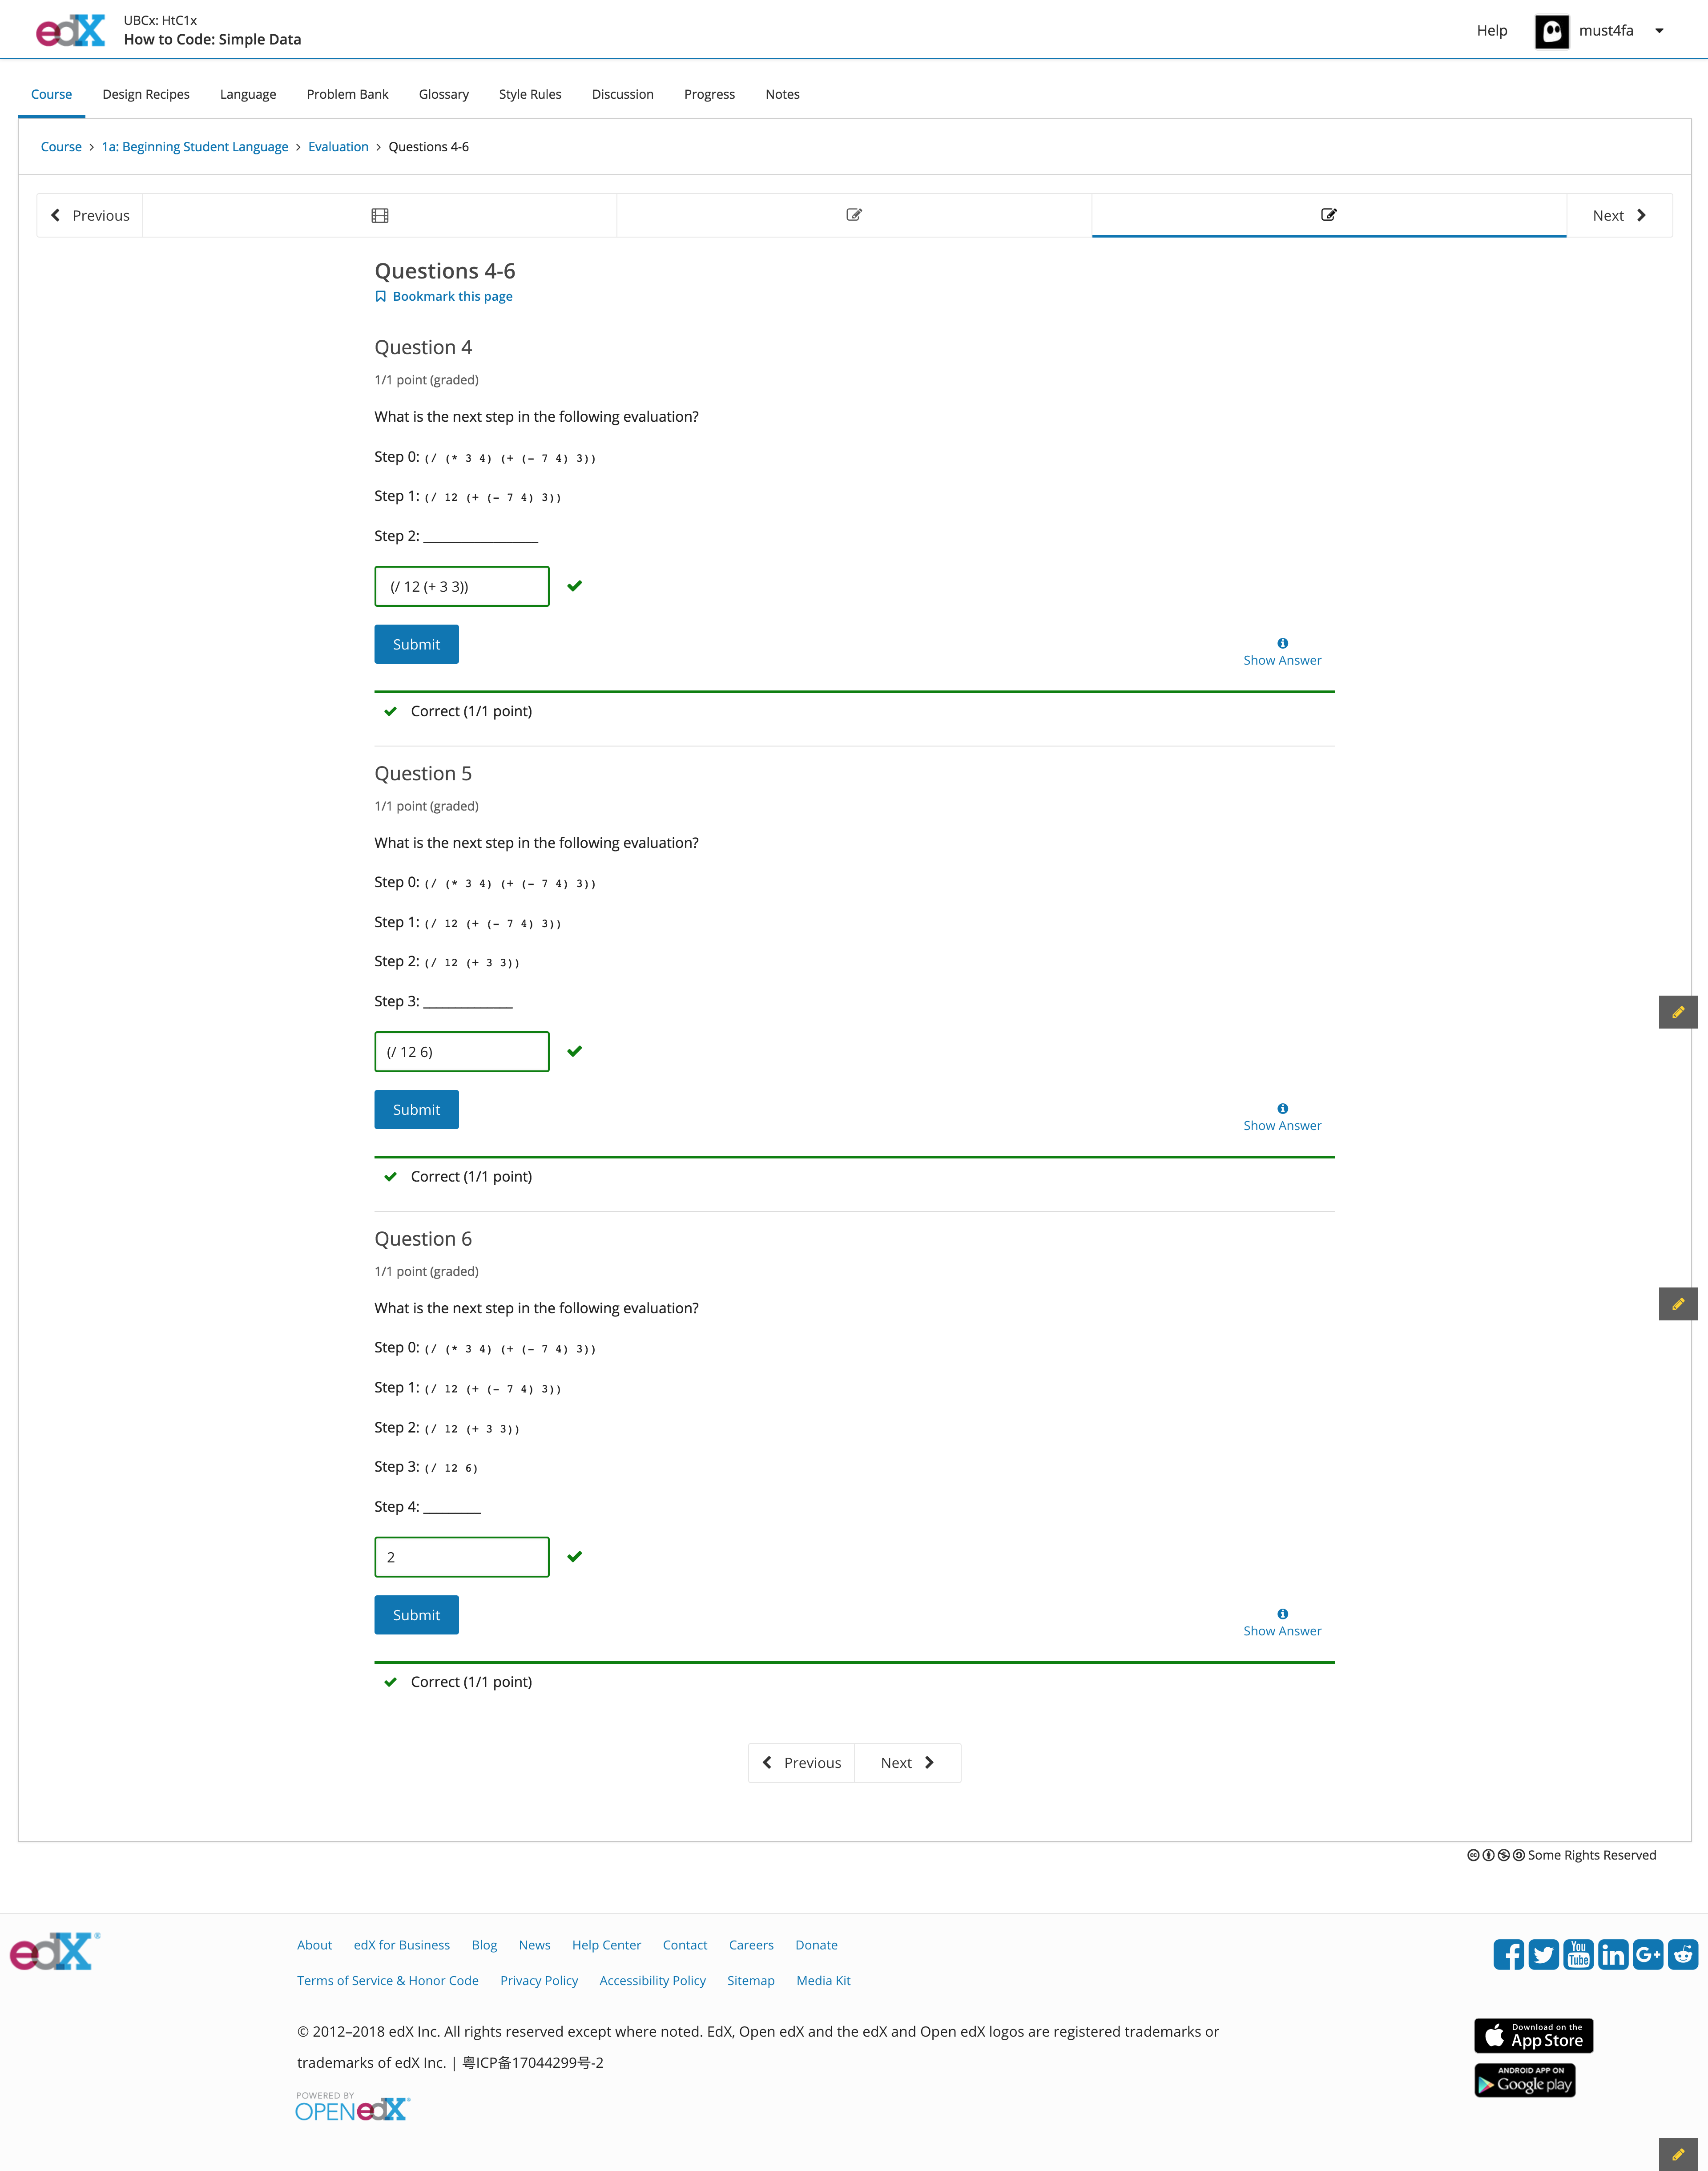 edX
UBCx: HtC1x
How to Code: Simple Data
Help
must4fa
Course
Design Recipes
Language
Problem Bank
Glossary
Style Rules
Discussion
Progress
Notes
Course > 1a: Beginning Student Language > Evaluation > Questions 4-6
Previous
Next
Questions 4-6
Bookmark this page
Question 4
1/1 point (graded)
What is the next step in the following evaluation?
Step 0: (/ (* 3 4) (+ (- 7 4) 3))
Step 1: (/ 12 (+ (- 7 4) 3))
Step 2: __________________
(/ 12 (+ 3 3))
Submit
Show Answer
Correct (1/1 point)
Question 5
1/1 point (graded)
What is the next step in the following evaluation?
Step 0: (/ (* 3 4) (+ (- 7 4) 3))
Step 1: (/ 12 (+ (- 7 4) 3))
Step 2: (/ 12 (+ 3 3))
Step 3: ______________
(/ 12 6)
Submit
Show Answer
Correct (1/1 point)
Question 6
1/1 point (graded)
What is the next step in the following evaluation?
Step 0: (/ (* 3 4) (+ (- 7 4) 3))
Step 1: (/ 12 (+ (- 7 4) 3))
Step 2: (/ 12 (+ 3 3))
Step 3: (/ 12 6)
Step 4: _________
2
Submit
Show Answer
Correct (1/1 point)
Previous
Next
Some Rights Reserved
edX®
About
edX for Business
Blog
News
Help Center
Contact
Careers
Donate
Terms of Service & Honor Code
Privacy Policy
Accessibility Policy
Sitemap
Media Kit
You Tube
in
G+
© 2012–2018 edX Inc. All rights reserved except where noted. EdX, Open edX and the edX and Open edX logos are registered trademarks or
trademarks of edX Inc. | 粤ICP备17044299号-2
POWERED BY
OPEN edX®
Download on the
App Store
ANDROID APP ON
Google play